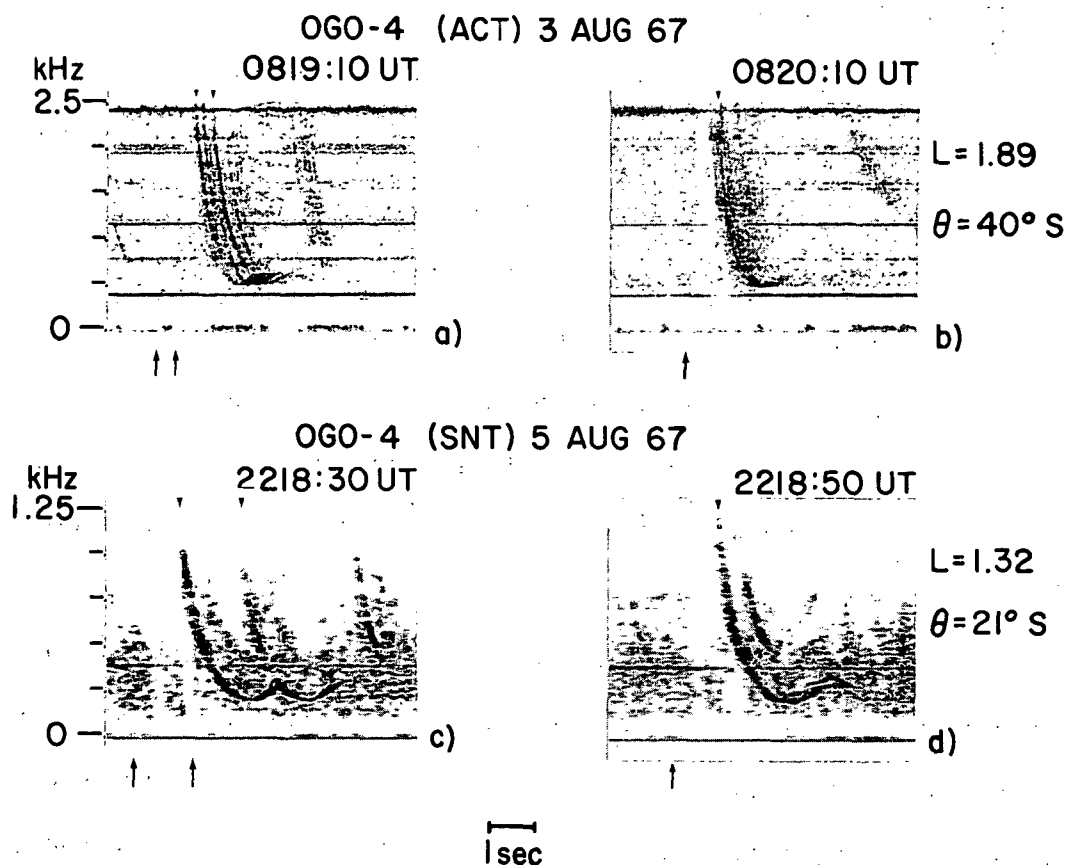 OGO-4 (ACT) 3 AUG 67
kHz
0819:10 UT
0820:10 UT
2.5
L=1.89
θ=40° S
0
a)
b)
OGO-4 (SNT) 5 AUG 67
kHz
2218:30 UT
2218:50 UT
1.25
L=1.32
θ=21° S
0
c)
d)
1 sec